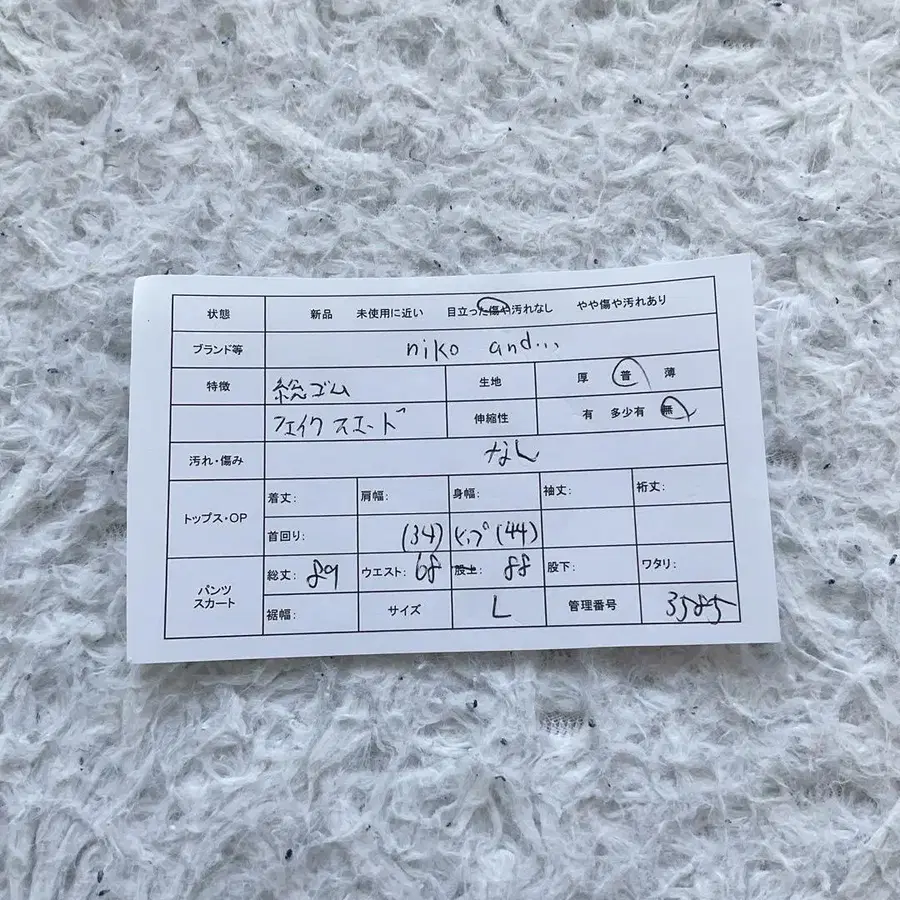 状態 新品 未使用に近い 目立った傷や汚れなし やや傷や汚れあり
ブランド等 niko and...
特徴 総ゴム 生地 厚 普 薄
フェイクスエード 伸縮性 有 多少有 無
汚れ・傷み なし
トップス・OP 着丈: 肩幅: 身幅: 袖丈: 裄丈:
首回り: (34) ヒップ (44)
パンツ スカート 総丈: 89 ウエスト: 68 股上: 88 股下: ワタリ:
裾幅: サイズ L 管理番号 3585